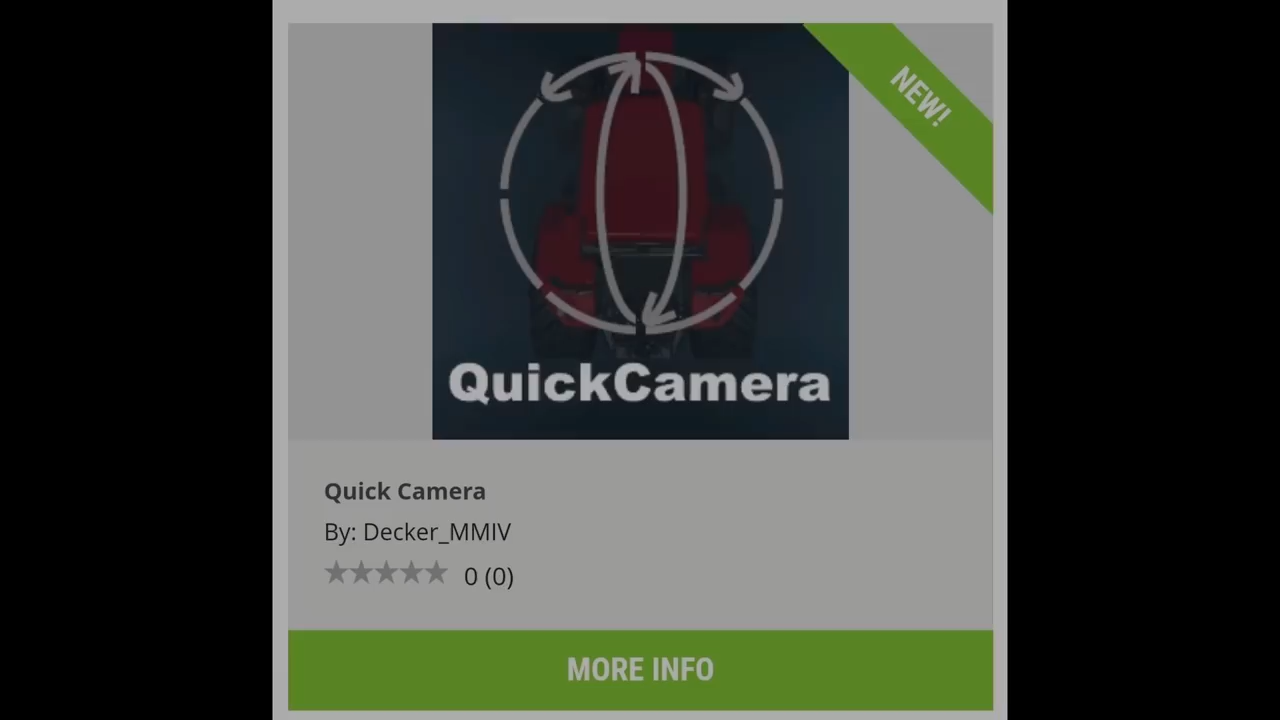 NEW!
QuickCamera
Quick Camera
By: Decker_MMIV
0 (0)
MORE INFO